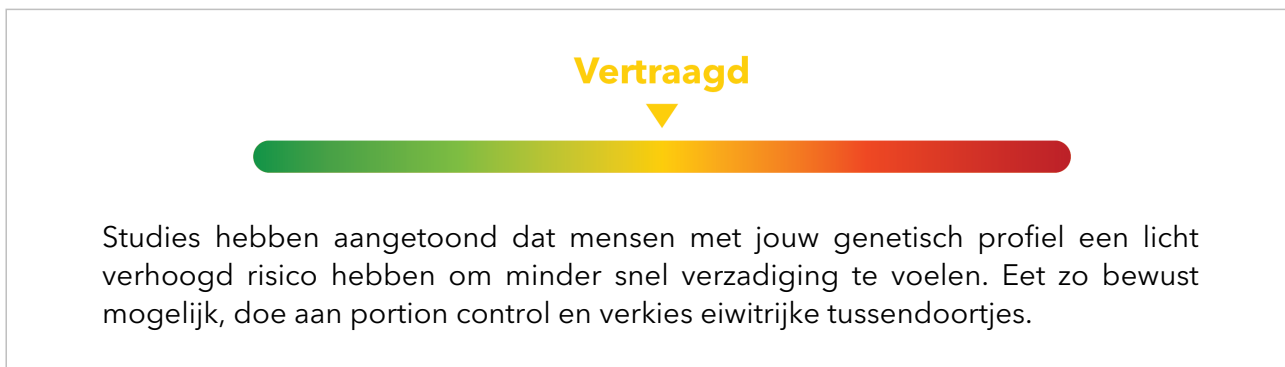 Vertraagd
Studies hebben aangetoond dat mensen met jouw genetisch profiel een licht
verhoogd risico hebben om minder snel verzadiging te voelen. Eet zo bewust
mogelijk, doe aan portion control en verkies eiwitrijke tussendoortjes.